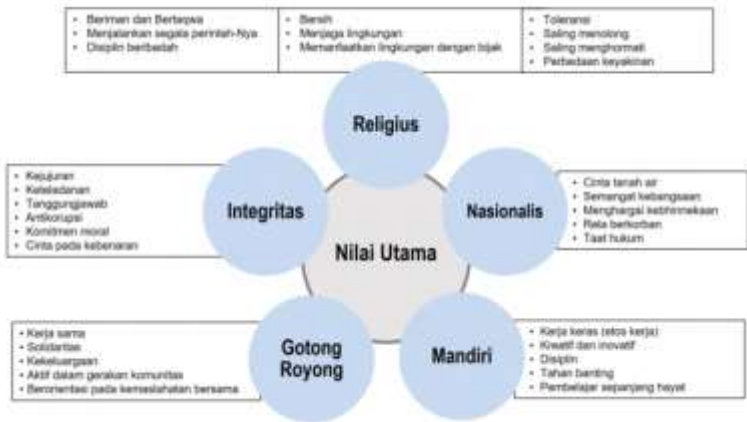 • Beriman dan Bertaqwa
• Menjalankan segala perintah-Nya
• Disiplin beribadah
• Bersih
• Menjaga lingkungan
• Memanfaatkan lingkungan dengan bijak
• Toleransi
• Saling menolong
• Saling menghormati
• Perbedaan keyakinan
Religius
• Kejujuran
• Keteladanan
• Tanggungjawab
• Antikorupsi
• Komitmen moral
• Cinta pada kebenaran
Integritas
Nilai Utama
Nasionalis
• Cinta tanah air
• Semangat kebangsaan
• Menghargai kebhinnekaan
• Rela berkorban
• Taat hukum
• Kerja sama
• Solidaritas
• Kekeluargaan
• Aktif dalam gerakan komunitas
• Berorientasi pada kemaslahatan bersama
Gotong
Royong
Mandiri
• Kerja keras (etos kerja)
• Kreatif dan inovatif
• Disiplin
• Tahan banting
• Pembelajar sepanjang hayat